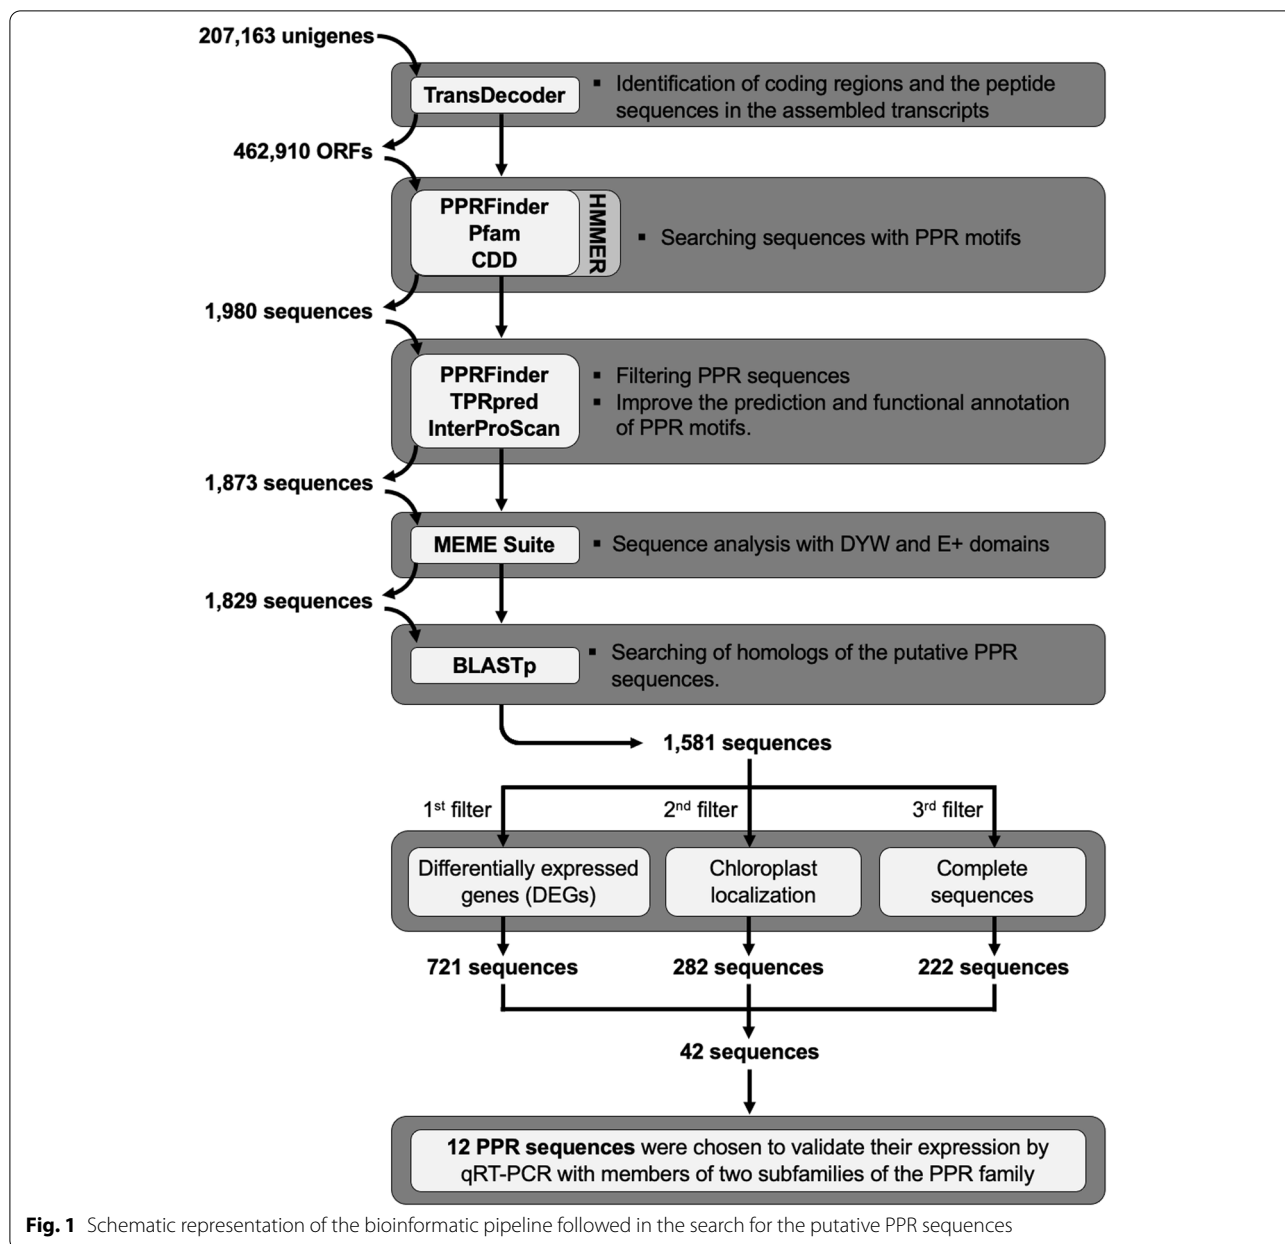 207,163 unigenes
TransDecoder
▪ Identification of coding regions and the peptide
sequences in the assembled transcripts
462,910 ORFs
PPRFinder
Pfam
CDD
HMMER
▪ Searching sequences with PPR motifs
1,980 sequences
PPRFinder
TPRpred
InterProScan
▪ Filtering PPR sequences
▪ Improve the prediction and functional annotation
of PPR motifs.
1,873 sequences
MEME Suite
▪ Sequence analysis with DYW and E+ domains
1,829 sequences
BLASTp
▪ Searching of homologs of the putative PPR
sequences.
1,581 sequences
1st filter
2nd filter
3rd filter
Differentially expressed
genes (DEGs)
Chloroplast
localization
Complete
sequences
721 sequences
282 sequences
222 sequences
42 sequences
12 PPR sequences were chosen to validate their expression by
qRT-PCR with members of two subfamilies of the PPR family
Fig. 1 Schematic representation of the bioinformatic pipeline followed in the search for the putative PPR sequences